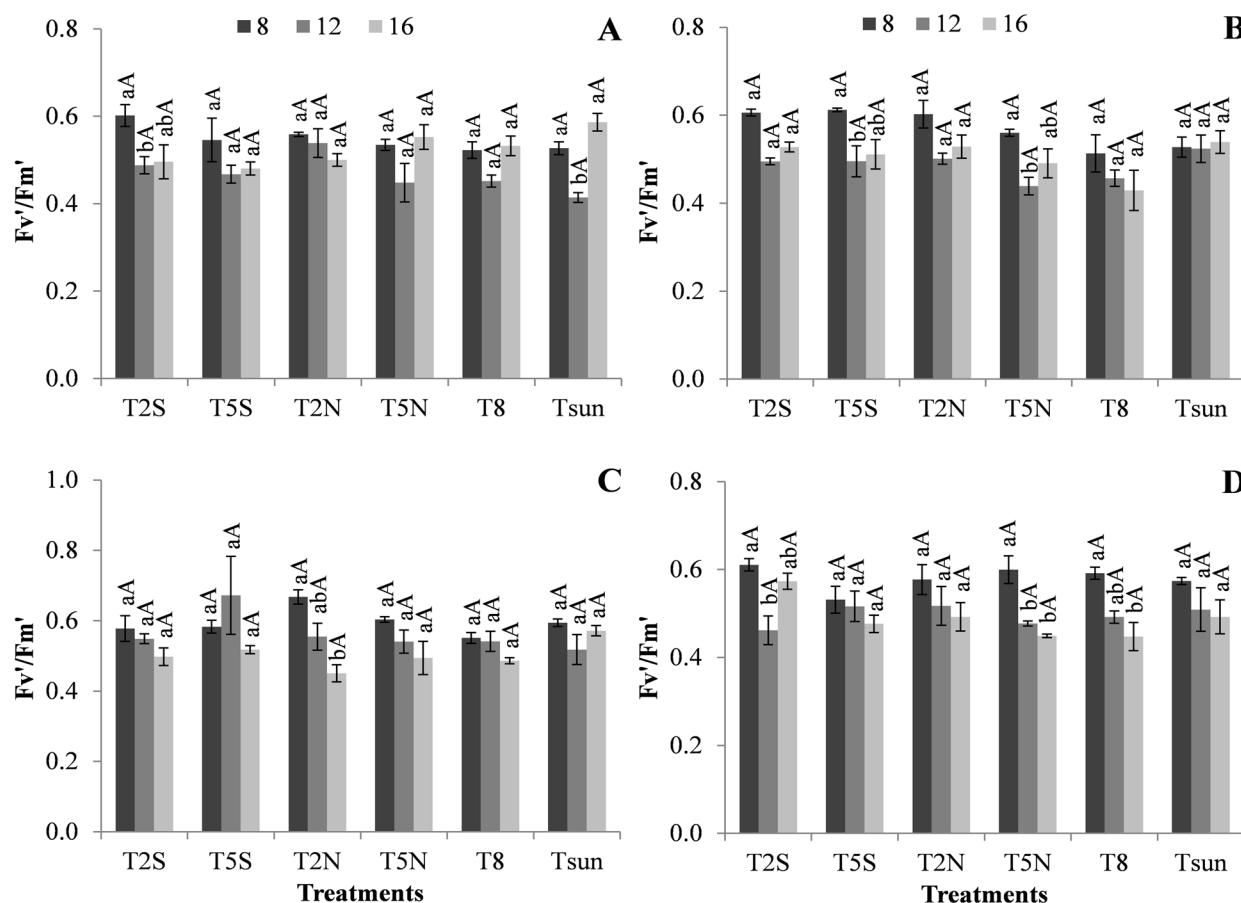 8 12 16
A
0.8
0.6
0.4
0.2
0.0
Fv'/Fm'
aA bA abA aA aA aA aA aA aA aA aA aA aA aA aA aA bA aA
T2S T5S T2N T5N T8 Tsun
8 12 16
B
0.8
0.6
0.4
0.2
0.0
Fv'/Fm'
aA aA aA aA bA abA aA aA aA aA bA abA aA aA aA aA aA aA
T2S T5S T2N T5N T8 Tsun
C
1.0
0.8
0.6
0.4
0.2
0.0
Fv'/Fm'
aA aA aA aA aA aA aA abA bA aA aA aA aA aA aA aA aA aA
T2S T5S T2N T5N T8 Tsun
Treatments
D
0.8
0.6
0.4
0.2
0.0
Fv'/Fm'
aA bA abA aA aA aA aA aA aA aA bA bA aA abA bA aA aA aA
T2S T5S T2N T5N T8 Tsun
Treatments